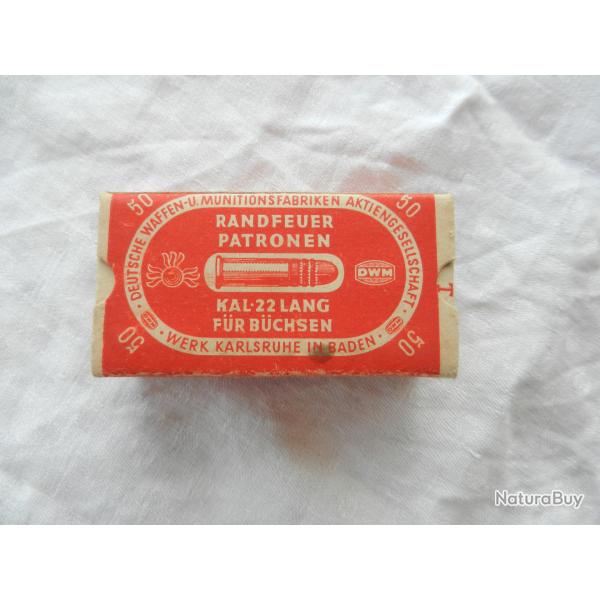 50
50
DEUTSCHE WAFFEN-U. MUNITIONSFABRIKEN AKTIENGESELLSCHAFT
RANDFEUER
PATRONEN
DWM
KAL·22 LANG
FÜR BÜCHSEN
WERK KARLSRUHE IN BADEN
50
50
T
NaturaBuy